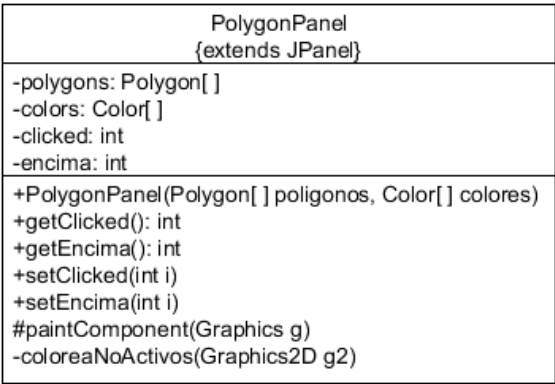 PolygonPanel
{extends JPanel}
-polygons: Polygon[ ]
-colors: Color[ ]
-clicked: int
-encima: int
+PolygonPanel(Polygon[ ] poligonos, Color[ ] colores)
+getClicked(): int
+getEncima(): int
+setClicked(int i)
+setEncima(int i)
#paintComponent(Graphics g)
-coloreaNoActivos(Graphics2D g2)